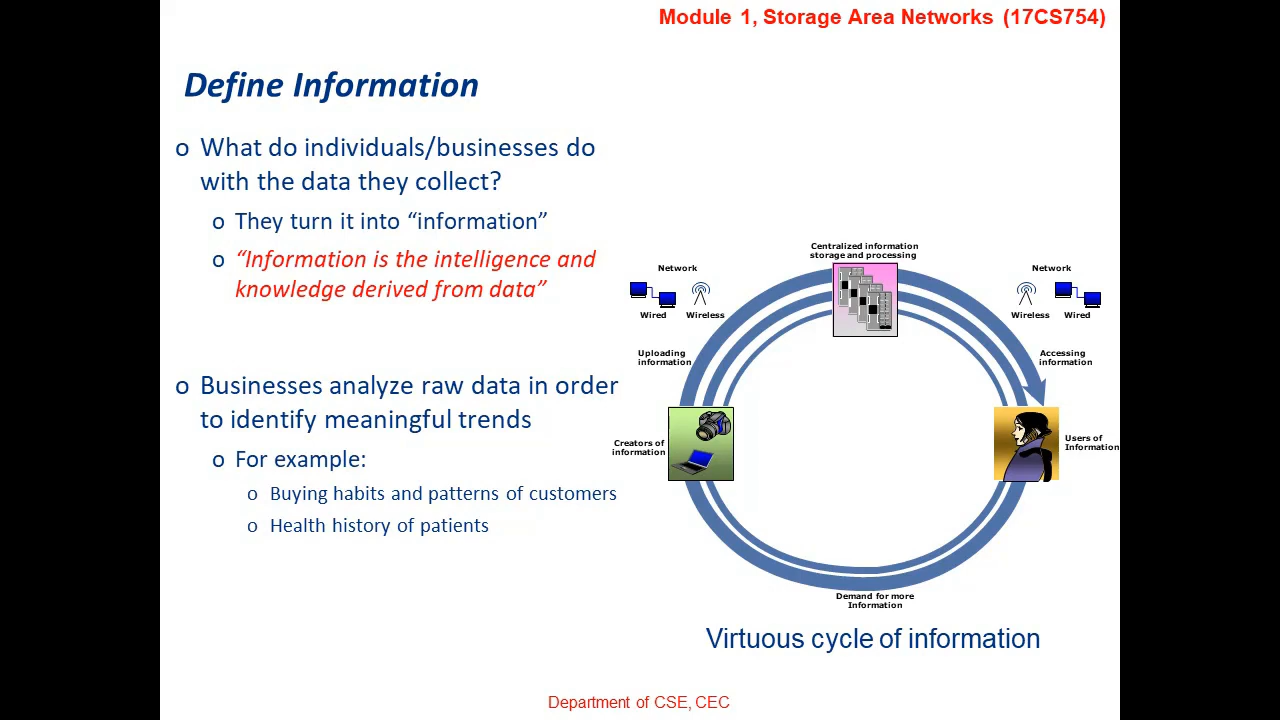 Module 1, Storage Area Networks (17CS754)
Define Information
o What do individuals/businesses do
with the data they collect?
o They turn it into “information”
o “Information is the intelligence and
knowledge derived from data”
o Businesses analyze raw data in order
to identify meaningful trends
o For example:
o Buying habits and patterns of customers
o Health history of patients
Centralized information
storage and processing
Network
Wired
Wireless
Network
Wireless
Wired
Uploading
information
Accessing
information
Creators of
information
Users of
Information
Demand for more
Information
Virtuous cycle of information
Department of CSE, CEC